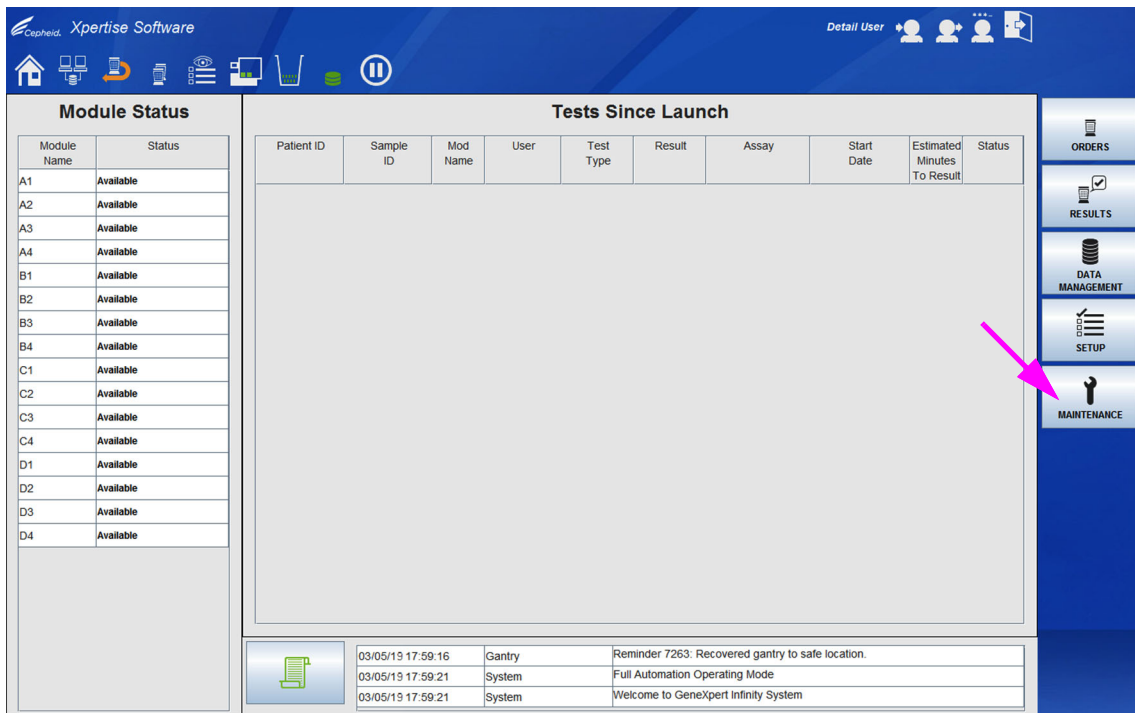 Cepheid. Xpertise Software
Detail User
Module Status
Module Name
Status
A1 Available
A2 Available
A3 Available
A4 Available
B1 Available
B2 Available
B3 Available
B4 Available
C1 Available
C2 Available
C3 Available
C4 Available
D1 Available
D2 Available
D3 Available
D4 Available
Tests Since Launch
Patient ID
Sample ID
Mod Name
User
Test Type
Result
Assay
Start Date
Estimated Minutes To Result
Status
03/05/19 17:59:16 Gantry Reminder 7263: Recovered gantry to safe location.
03/05/19 17:59:21 System Full Automation Operating Mode
03/05/19 17:59:21 System Welcome to GeneXpert Infinity System
ORDERS
RESULTS
DATA
MANAGEMENT
SETUP
MAINTENANCE